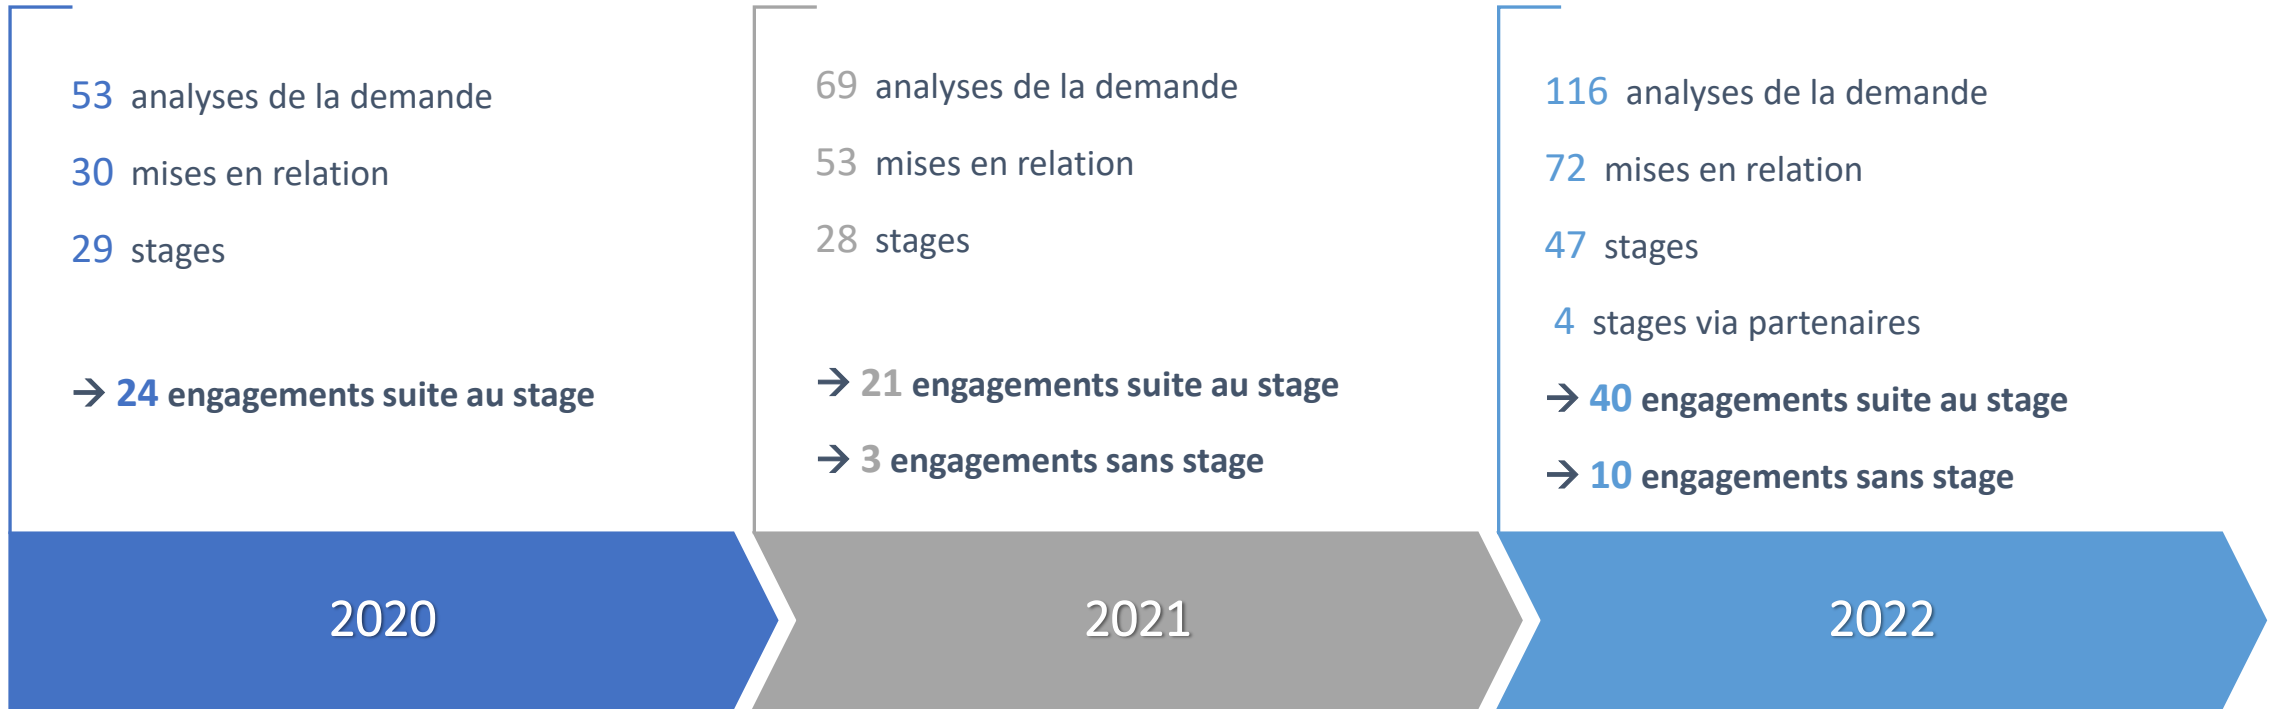 53 analyses de la demande
30 mises en relation
29 stages
→ 24 engagements suite au stage
2020
69 analyses de la demande
53 mises en relation
28 stages
→ 21 engagements suite au stage
→ 3 engagements sans stage
2021
116 analyses de la demande
72 mises en relation
47 stages
4 stages via partenaires
→ 40 engagements suite au stage
→ 10 engagements sans stage
2022